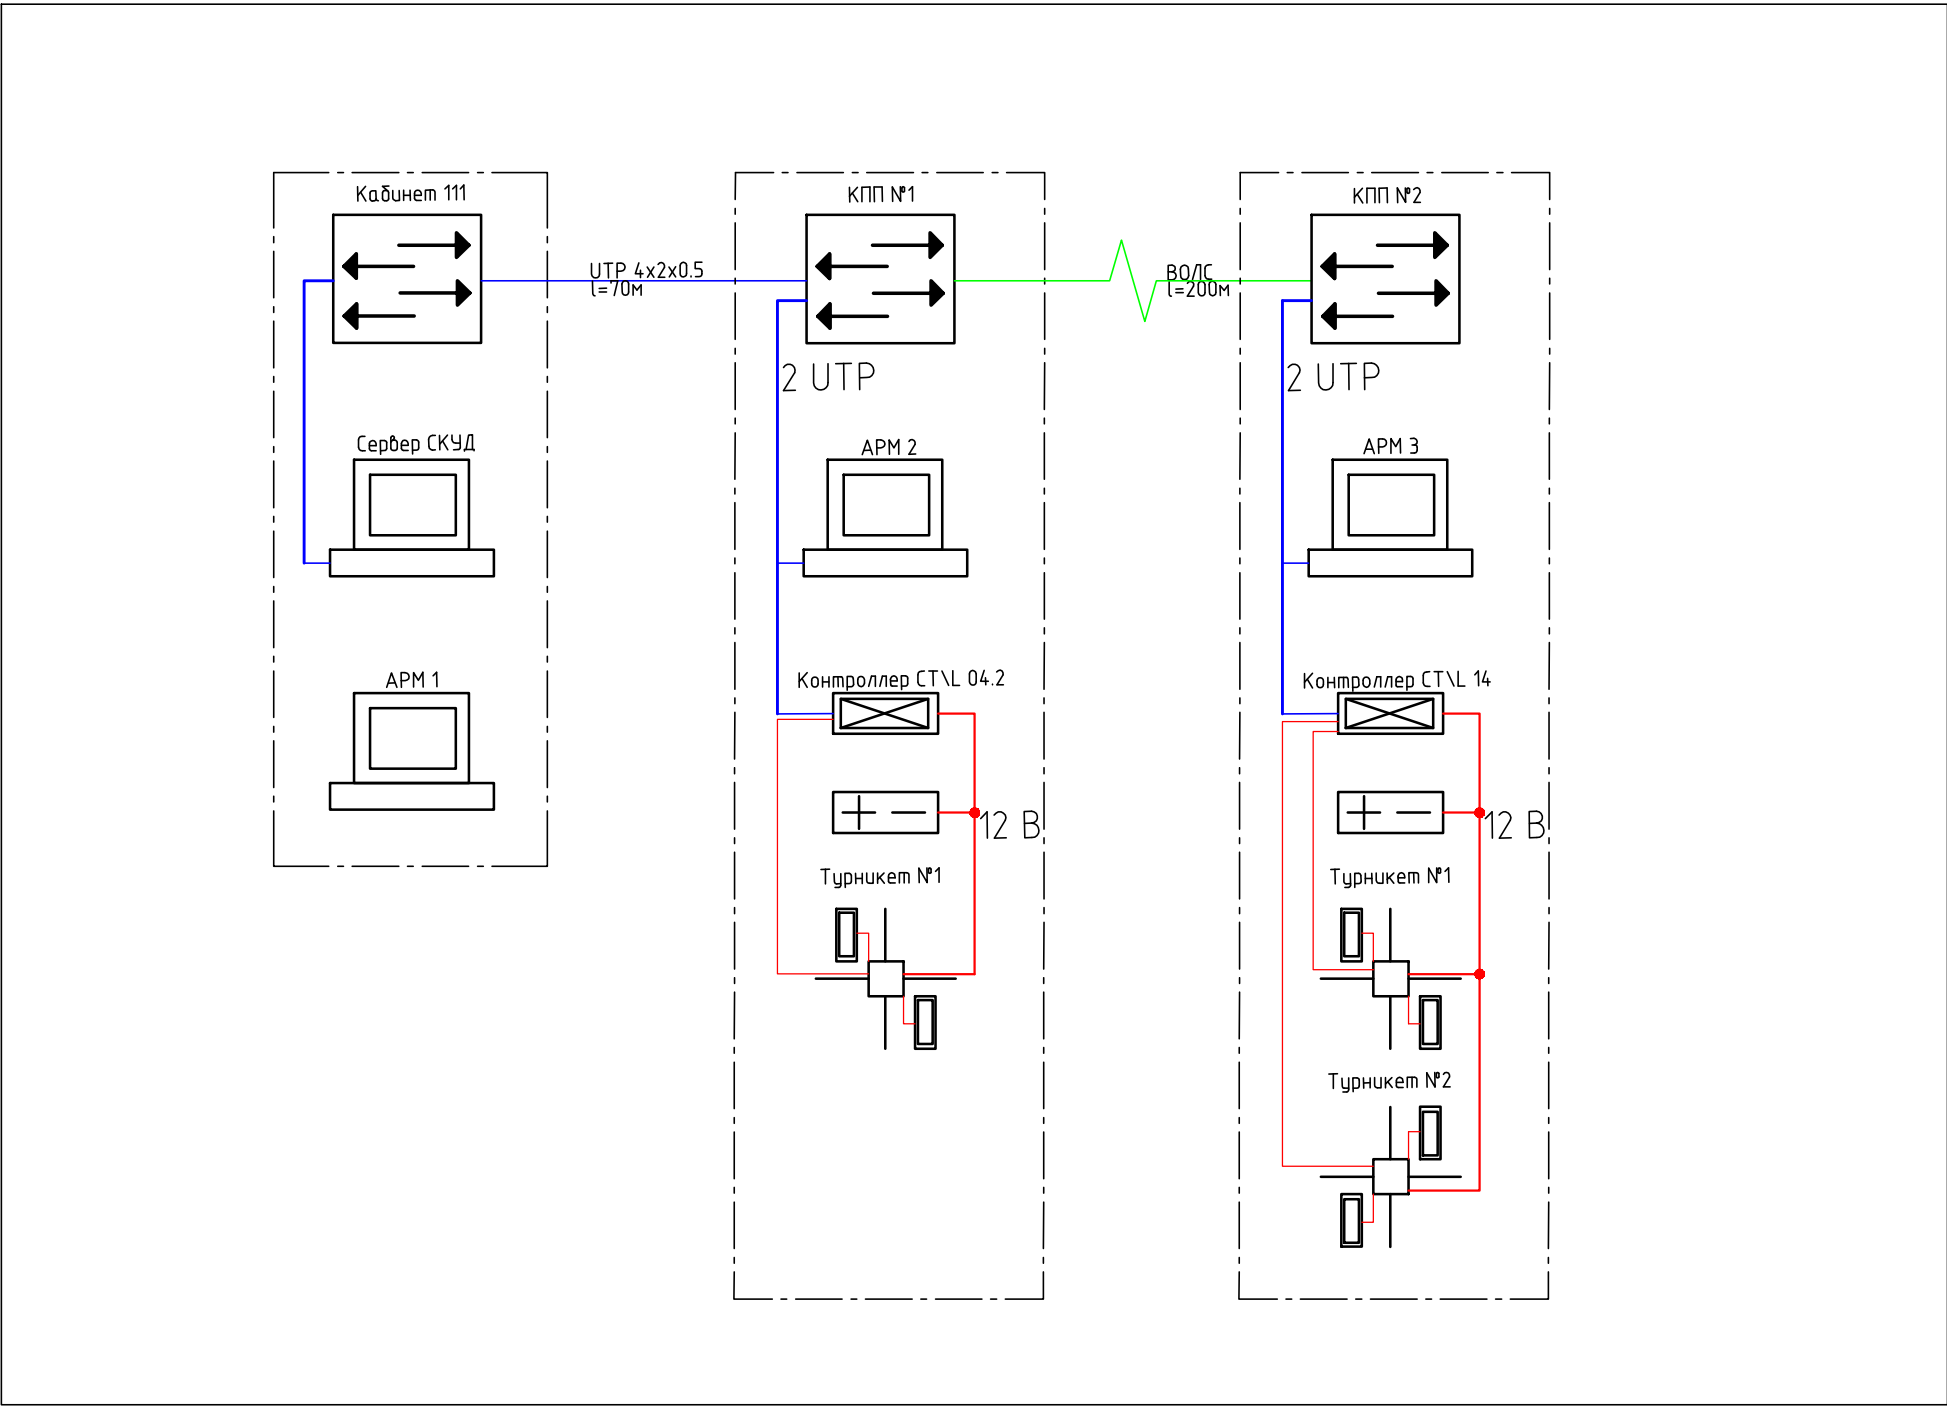 Кабинет 111
UTP 4x2x0.5
l=70м
Сервер СКУД
АРМ 1
КПП №1
2 UTP
АРМ 2
Контроллер CT\L 04.2
12 В
Турникет №1
ВОЛС
l=200м
КПП №2
2 UTP
АРМ 3
Контроллер CT\L 14
12 В
Турникет №1
Турникет №2